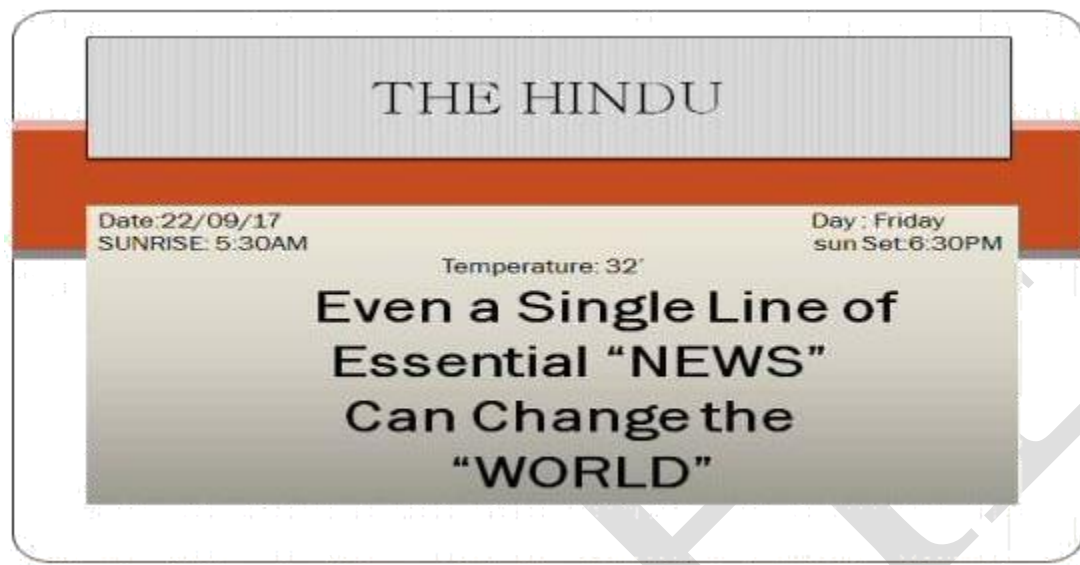 THE HINDU
Date:22/09/17 Day : Friday
SUNRISE: 5:30AM sun Set:6:30PM
Temperature: 32'
Even a Single Line of
Essential “NEWS”
Can Change the
“WORLD”